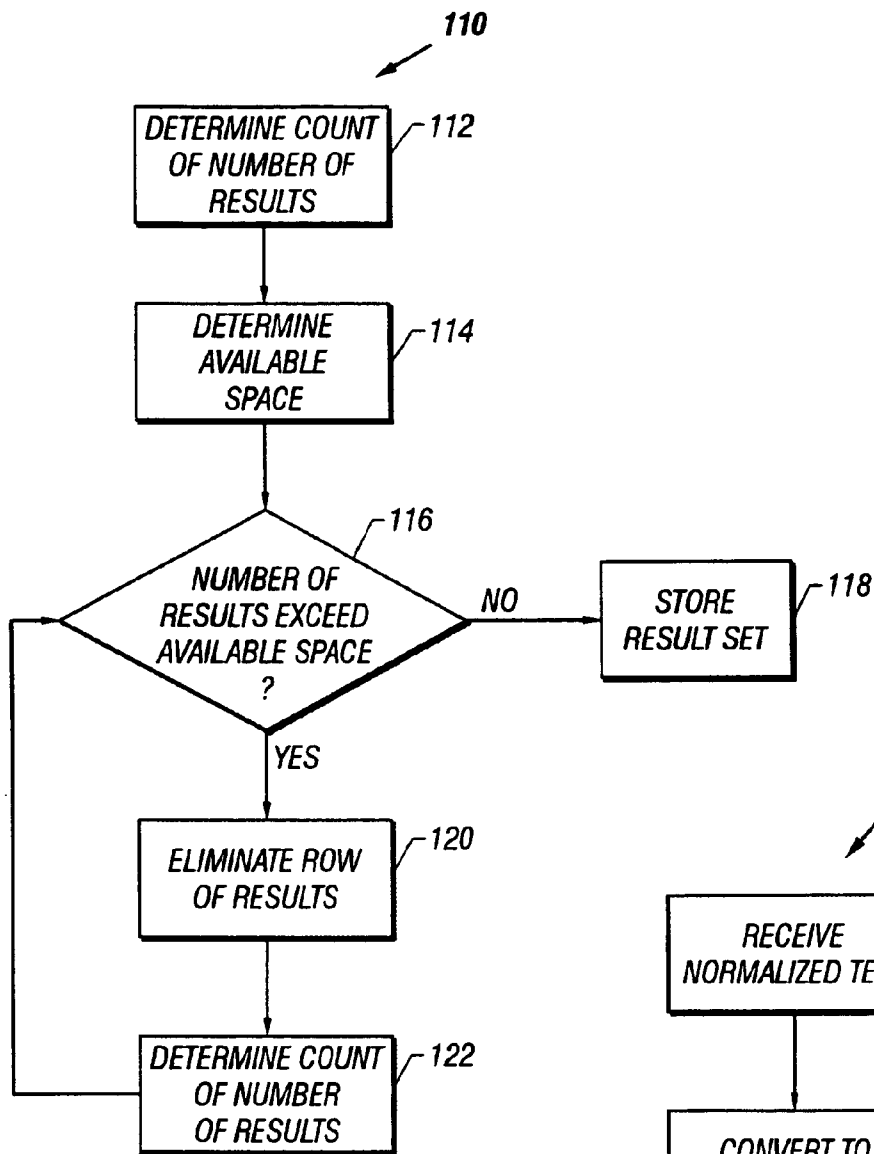 110
DETERMINE COUNT
OF NUMBER OF
RESULTS
112
DETERMINE
AVAILABLE
SPACE
114
116
NUMBER OF
RESULTS EXCEED
AVAILABLE SPACE
?
NO
STORE
RESULT SET
118
YES
ELIMINATE ROW
OF RESULTS
120
DETERMINE COUNT
OF NUMBER
OF RESULTS
122
RECEIVE
NORMALIZED
CONVERT TO